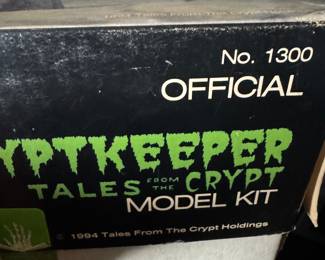 No. 1300
OFFICIAL
YPTKEEPER
TALES FROM THE CRYPT
MODEL KIT
© 1994 Tales From The Crypt Holdings